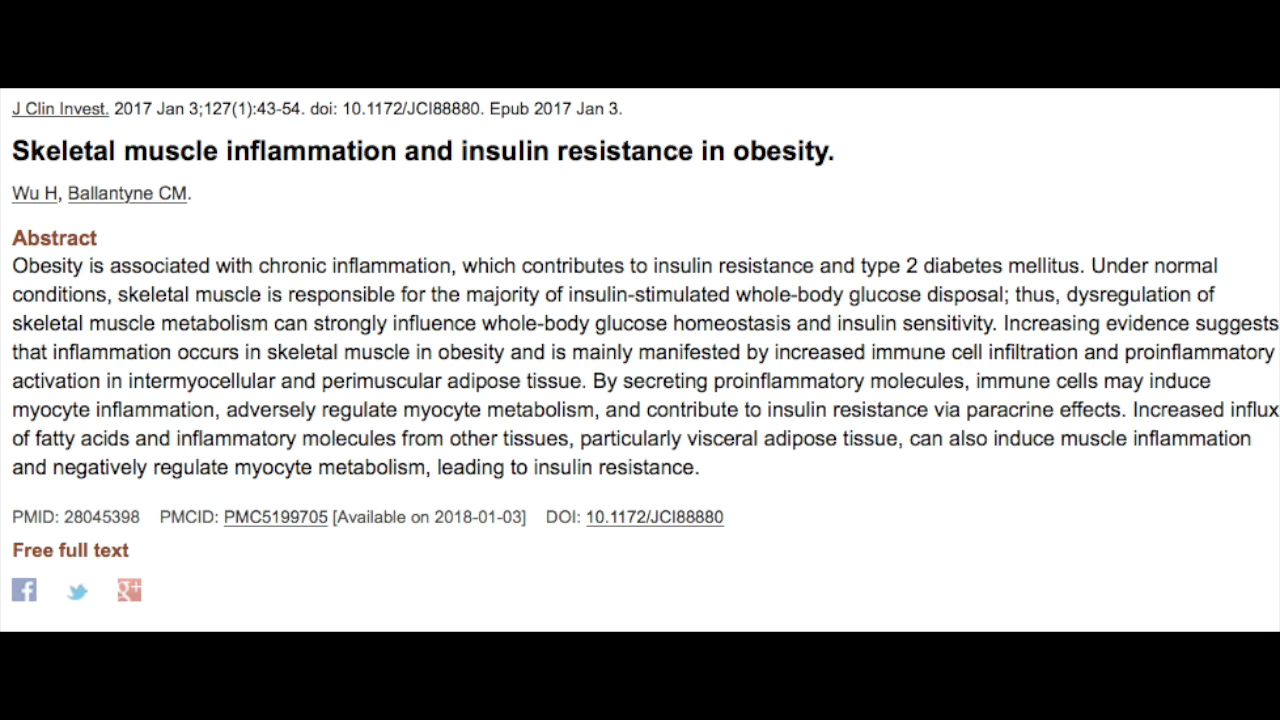 J Clin Invest. 2017 Jan 3;127(1):43-54. doi: 10.1172/JCI88880. Epub 2017 Jan 3.
Skeletal muscle inflammation and insulin resistance in obesity.
Wu H, Ballantyne CM.
Abstract
Obesity is associated with chronic inflammation, which contributes to insulin resistance and type 2 diabetes mellitus. Under normal
conditions, skeletal muscle is responsible for the majority of insulin-stimulated whole-body glucose disposal; thus, dysregulation of
skeletal muscle metabolism can strongly influence whole-body glucose homeostasis and insulin sensitivity. Increasing evidence suggests
that inflammation occurs in skeletal muscle in obesity and is mainly manifested by increased immune cell infiltration and proinflammatory
activation in intermyocellular and perimuscular adipose tissue. By secreting proinflammatory molecules, immune cells may induce
myocyte inflammation, adversely regulate myocyte metabolism, and contribute to insulin resistance via paracrine effects. Increased influx
of fatty acids and inflammatory molecules from other tissues, particularly visceral adipose tissue, can also induce muscle inflammation
and negatively regulate myocyte metabolism, leading to insulin resistance.
PMID: 28045398 PMCID: PMC5199705 [Available on 2018-01-03] DOI: 10.1172/JCI88880
Free full text
f g+